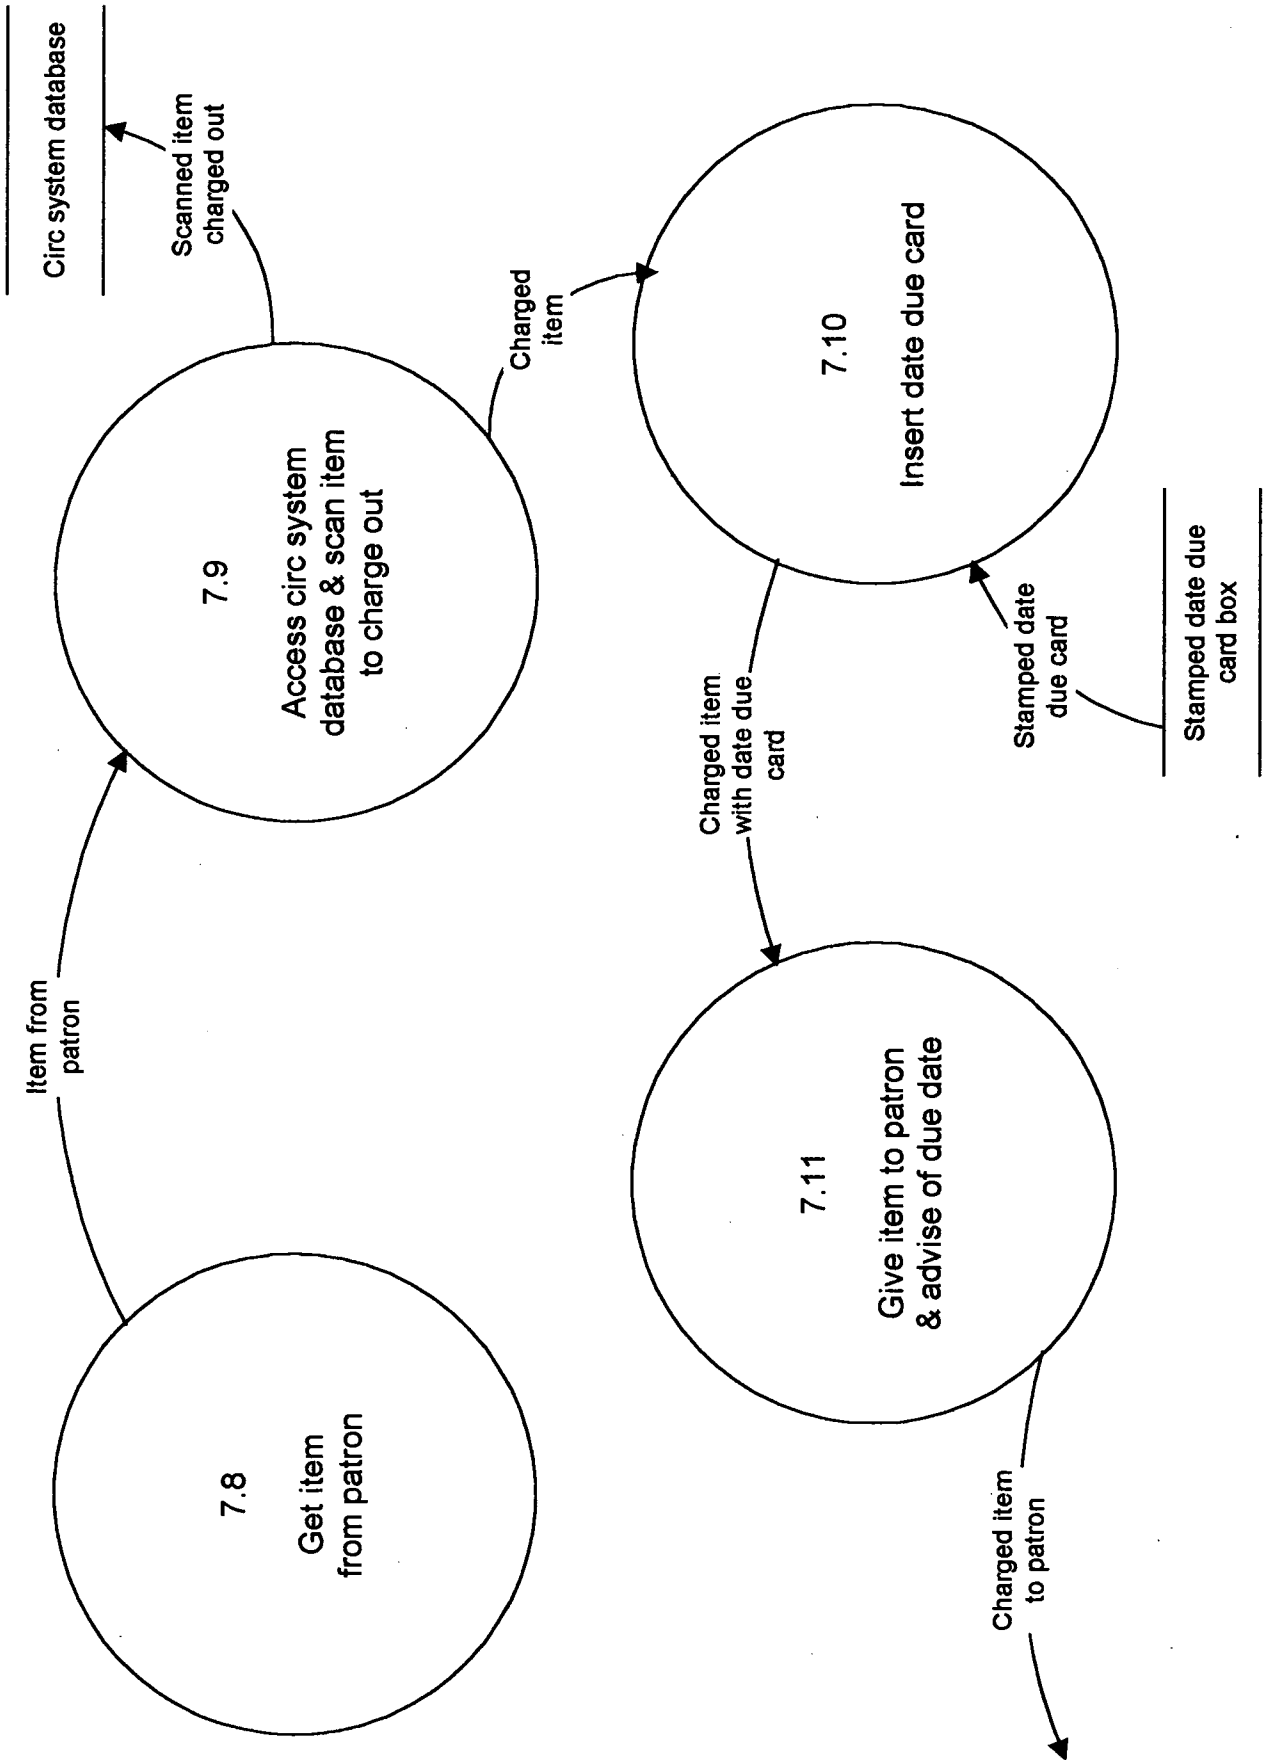 7.8
Get item
from patron
Item from
patron
7.9
Access circ system
database & scan item
to charge out
Scanned item
charged out
Circ system database
Charged
item
7.10
Insert date due card
Stamped date
due card
Stamped date due
card box
Charged item
with date due
card
7.11
Give item to patron
& advise of due date
Charged item
to patron